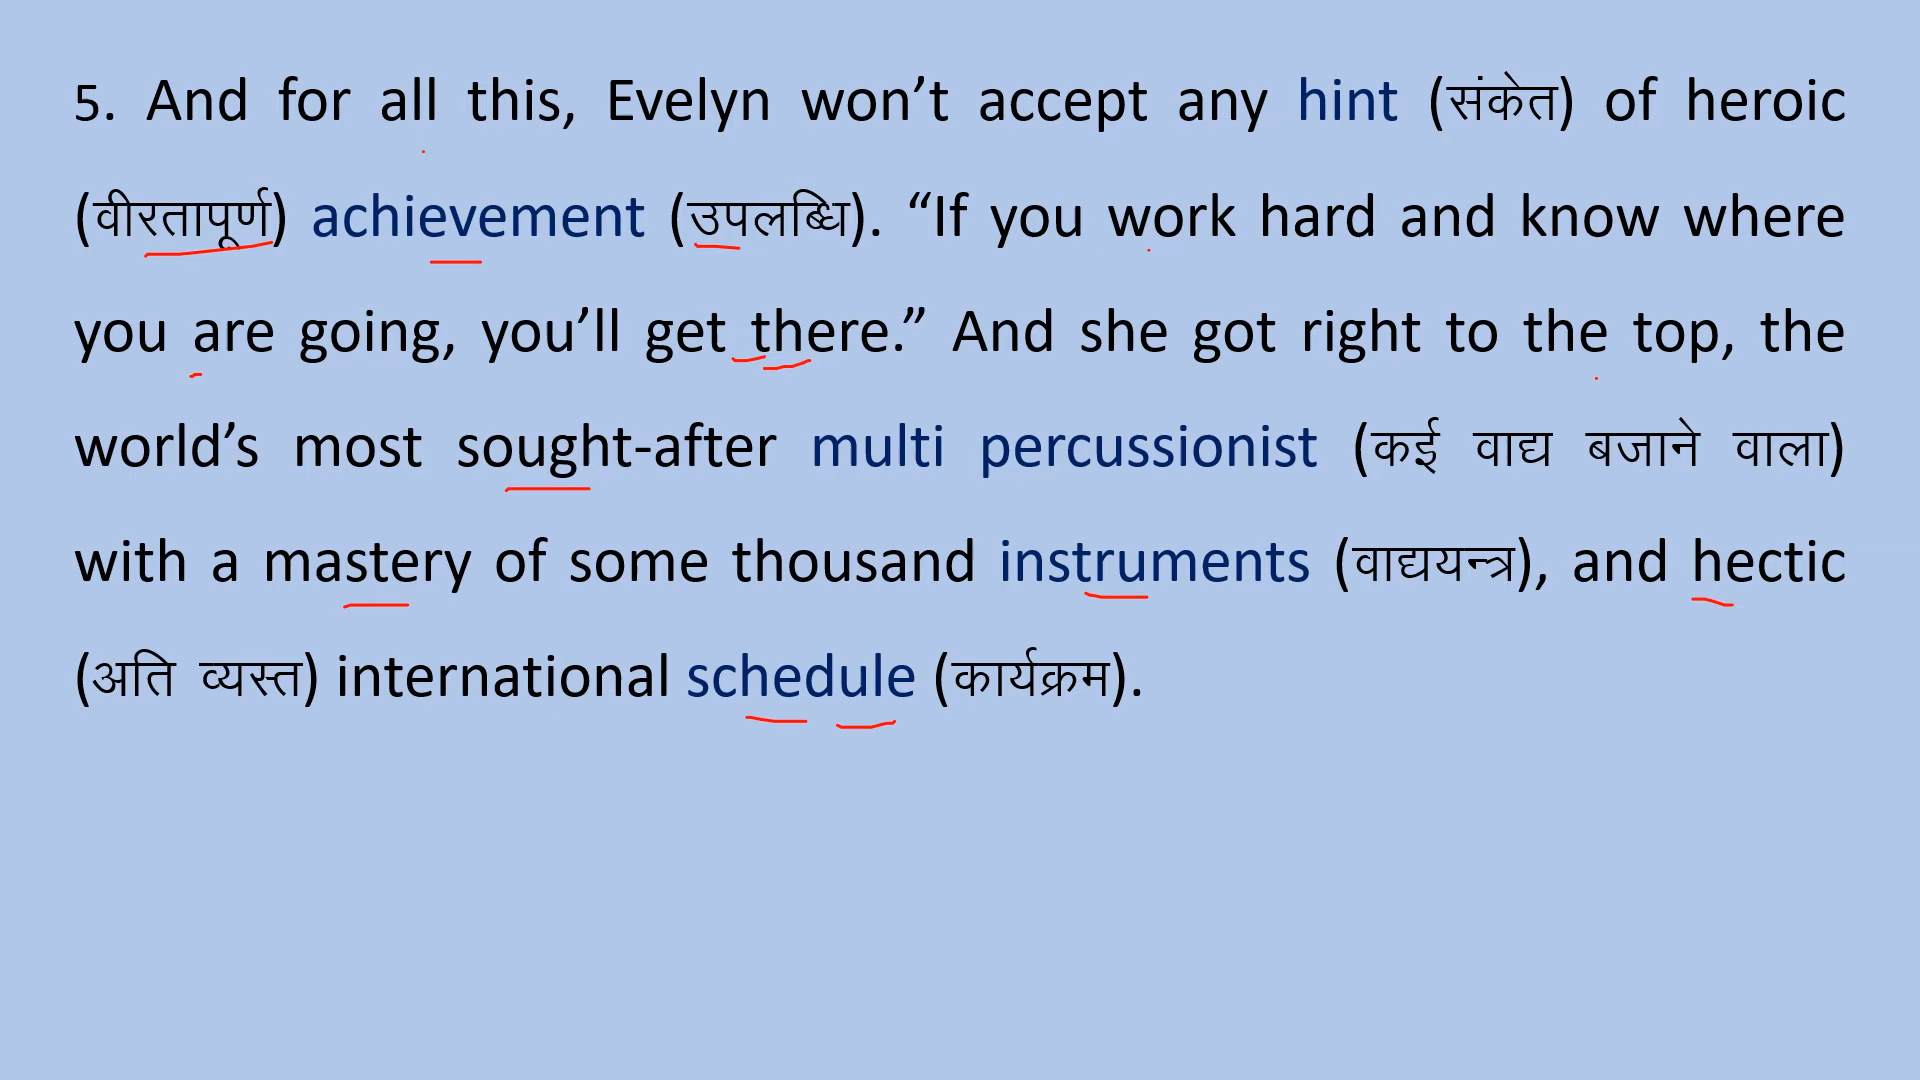 5. And for all this, Evelyn won’t accept any hint (संकेत) of heroic
(वीरतापूर्ण) achievement (उपलब्धि). “If you work hard and know where
you are going, you’ll get there.” And she got right to the top, the
world’s most sought-after multi percussionist (कई वाद्य बजाने वाला)
with a mastery of some thousand instruments (वाद्ययन्त्र), and hectic
(अति व्यस्त) international schedule (कार्यक्रम).